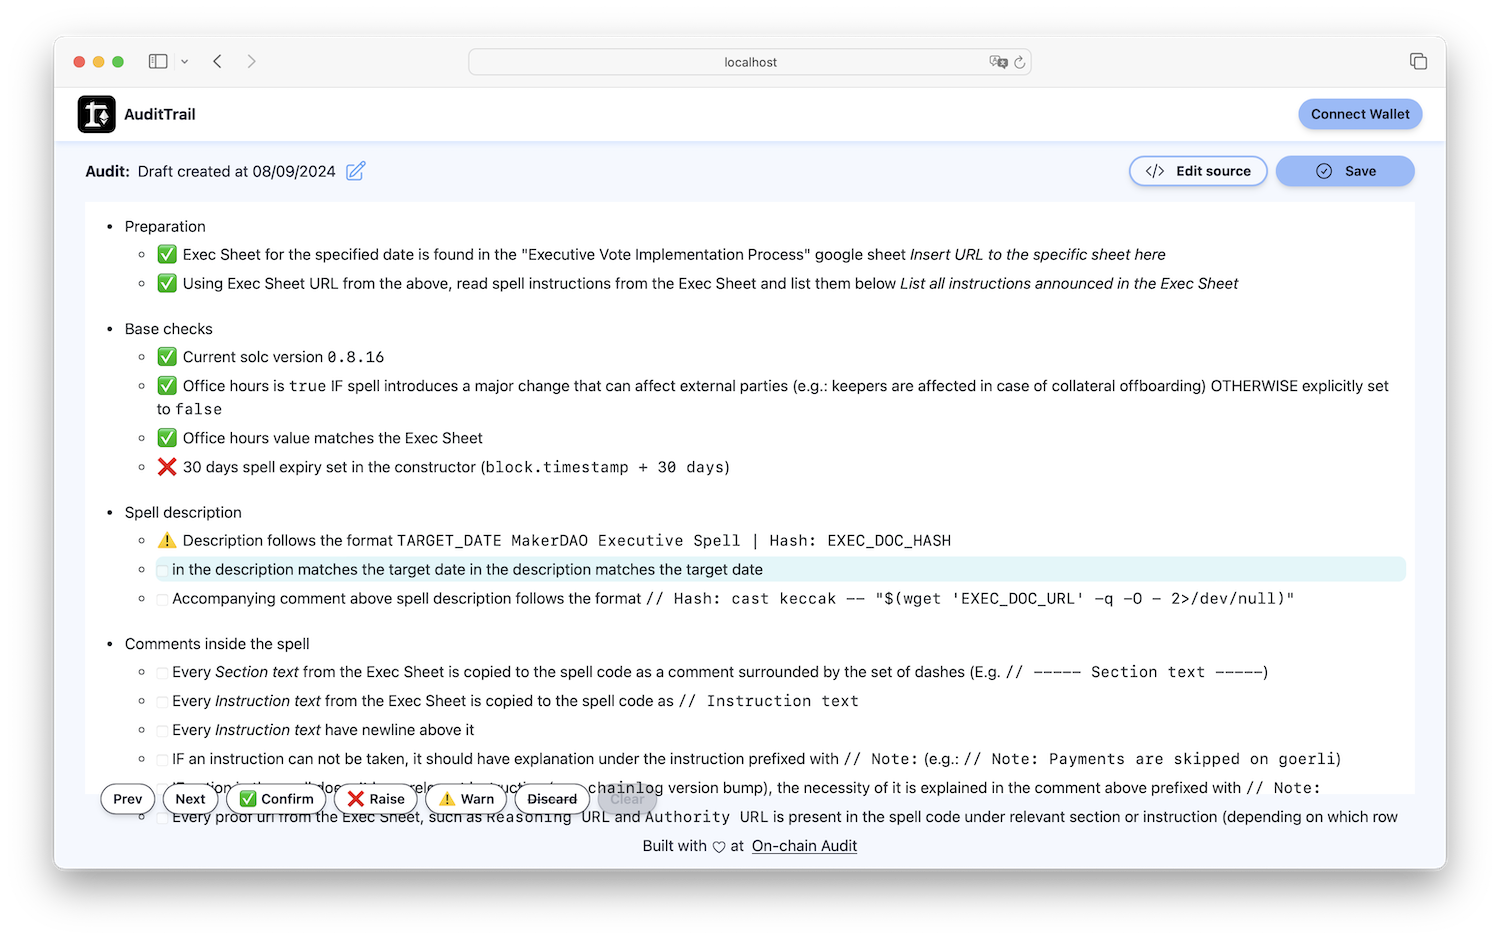 localhost
AuditTrail
Connect Wallet
Audit: Draft created at 08/09/2024
Edit source
Save
Preparation
Exec Sheet for the specified date is found in the "Executive Vote Implementation Process" google sheet Insert URL to the specific sheet here
Using Exec Sheet URL from the above, read spell instructions from the Exec Sheet and list them below List all instructions announced in the Exec Sheet
Base checks
Current solc version 0.8.16
Office hours is true IF spell introduces a major change that can affect external parties (e.g.: keepers are affected in case of collateral offboarding) OTHERWISE explicitly set
to false
Office hours value matches the Exec Sheet
30 days spell expiry set in the constructor (block.timestamp + 30 days)
Spell description
Description follows the format TARGET_DATE MakerDAO Executive Spell | Hash: EXEC_DOC_HASH
in the description matches the target date in the description matches the target date
Accompanying comment above spell description follows the format // Hash: cast keccak -- "$(wget 'EXEC_DOC_URL' -q -O - 2>/dev/null)"
Comments inside the spell
Every Section text from the Exec Sheet is copied to the spell code as a comment surrounded by the set of dashes (E.g. // ----- Section text -----)
Every Instruction text from the Exec Sheet is copied to the spell code as // Instruction text
Every Instruction text have newline above it
IF an instruction can not be taken, it should have explanation under the instruction prefixed with // Note: (e.g.: // Note: Payments are skipped on goerli)
chainlog version bump), the necessity of it is explained in the comment above prefixed with // Note:
Prev
Next
Confirm
Raise
Warn
Discard
Clear
Every proof url from the Exec Sheet, such as Reasoning URL and Authority URL is present in the spell code under relevant section or instruction (depending on which row
Built with ♡ at On-chain Audit